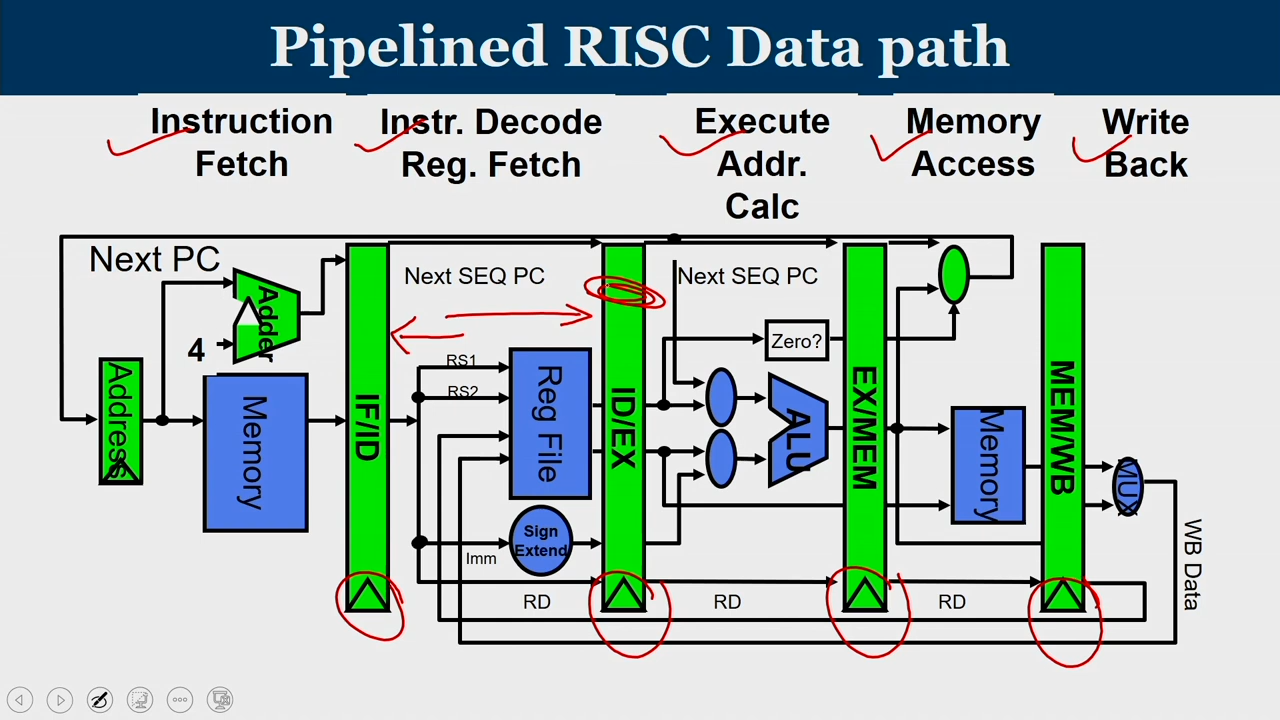 Pipelined RISC Data path
Instruction
Fetch
Instr. Decode
Reg. Fetch
Execute
Addr.
Calc
Memory
Access
Write
Back
Next PC
Adder
4
Address
Memory
IF/ID
Next SEQ PC
RS1
RS2
Reg File
Sign
Extend
Imm
RD
ID/EX
Next SEQ PC
Zero?
ALU
RD
EX/MEM
Memory
RD
MEM/WB
MUX
WB Data